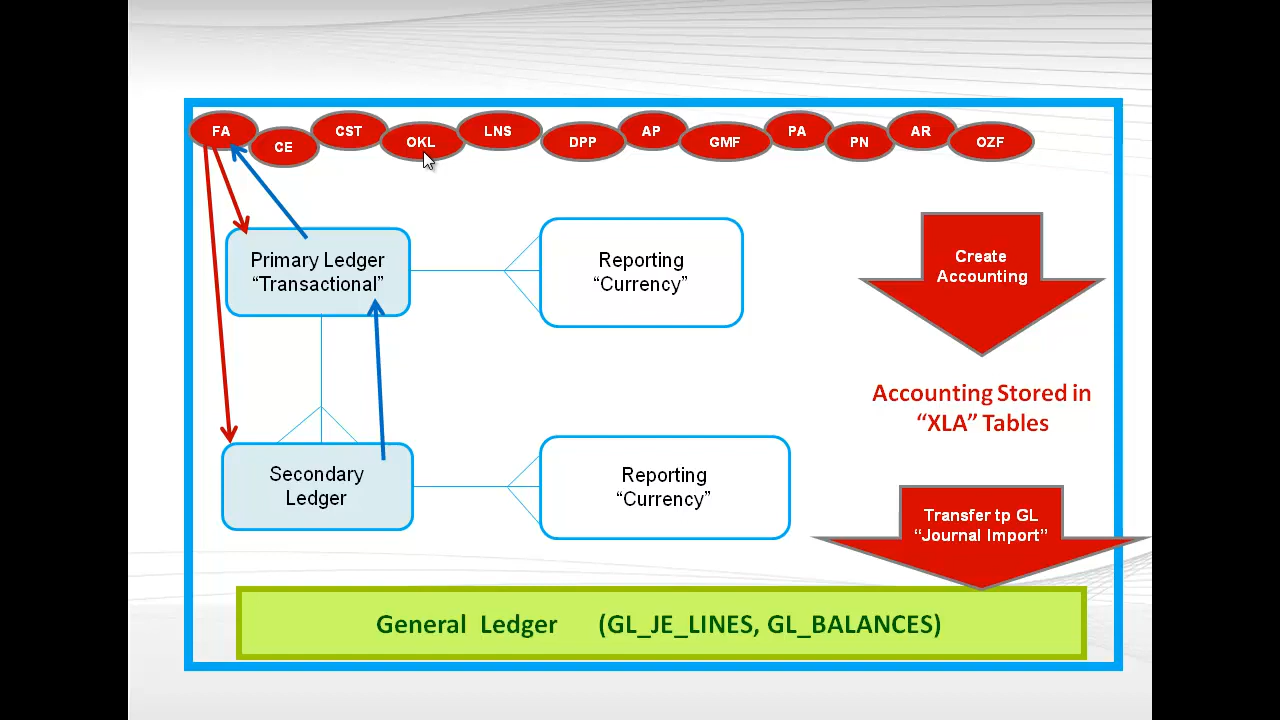 FA
CE
CST
OKL
LNS
DPP
AP
GMF
PA
PN
AR
OZF
Primary Ledger
“Transactional”
Reporting
“Currency”
Create
Accounting
Accounting Stored in
“XLA” Tables
Secondary
Ledger
Reporting
“Currency”
Transfer tp GL
“Journal Import”
General Ledger (GL_JE_LINES, GL_BALANCES)